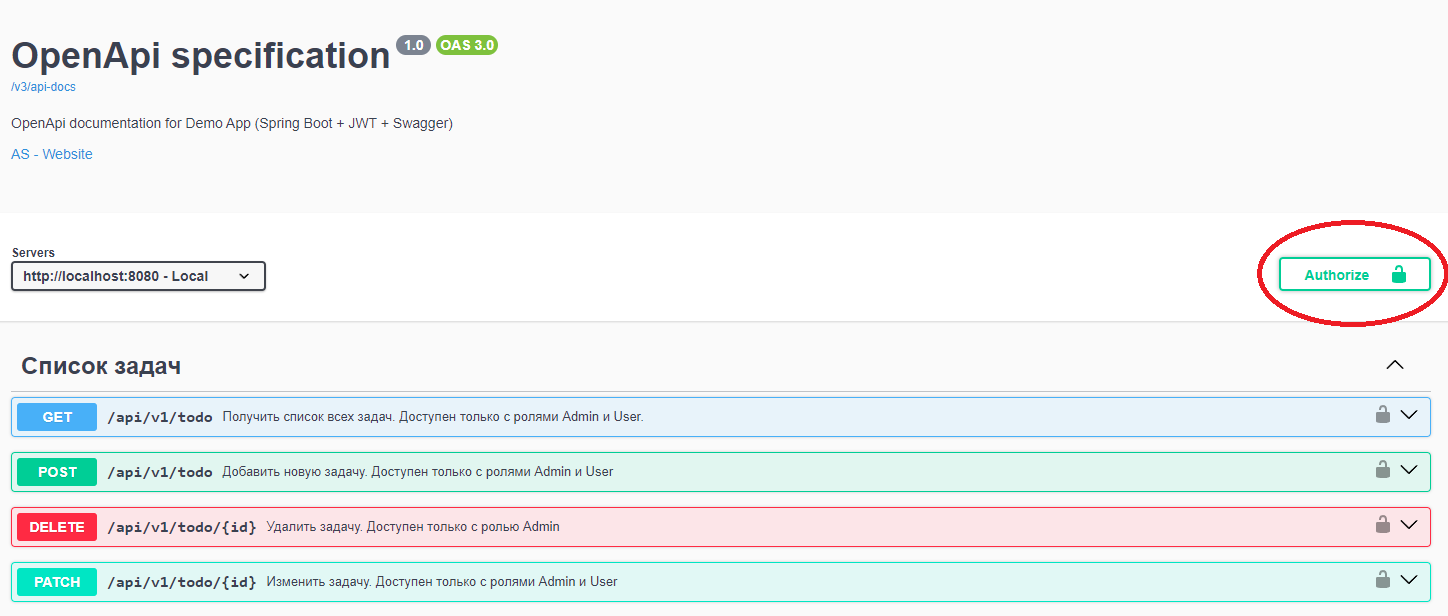 OpenApi specification 1.0 OAS 3.0
/v3/api-docs
OpenApi documentation for Demo App (Spring Boot + JWT + Swagger)
AS - Website
Servers
http://localhost:8080 - Local
Authorize
Список задач
GET /api/v1/todo Получить список всех задач. Доступен только с ролями Admin и User.
POST /api/v1/todo Добавить новую задачу. Доступен только с ролями Admin и User
DELETE /api/v1/todo/{id} Удалить задачу. Доступен только с ролью Admin
PATCH /api/v1/todo/{id} Изменить задачу. Доступен только с ролями Admin и User